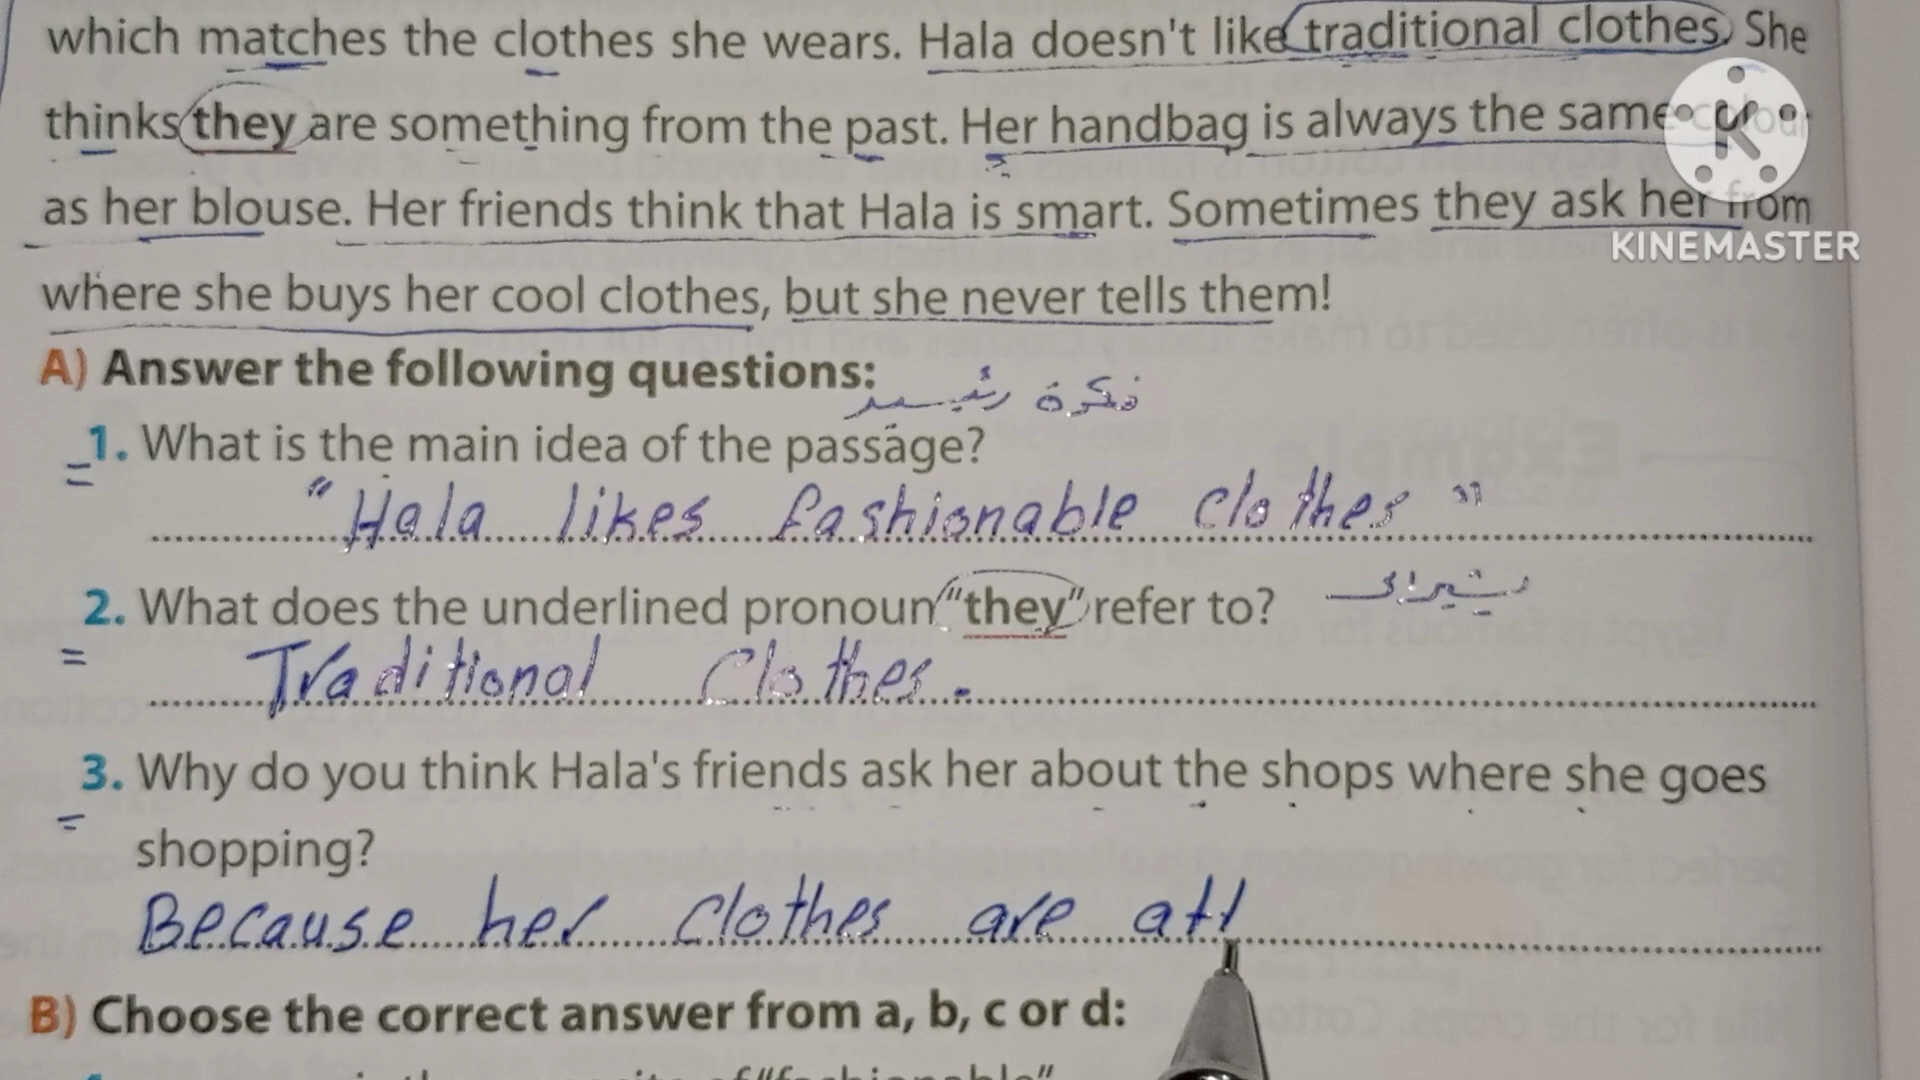 which matches the clothes she wears. Hala doesn't like traditional clothes. She
thinks they are something from the past. Her handbag is always the same colour
as her blouse. Her friends think that Hala is smart. Sometimes they ask her from
KINEMASTER
where she buys her cool clothes, but she never tells them!
A) Answer the following questions:
فكرة رئيسية
1. What is the main idea of the passage?
"Hala likes fashionable clothes"
2. What does the underlined pronoun "they" refer to?
Traditional Clothes.
3. Why do you think Hala's friends ask her about the shops where she goes
shopping?
Because her clothes are att
B) Choose the correct answer from a, b, c or d:
"fashionable"